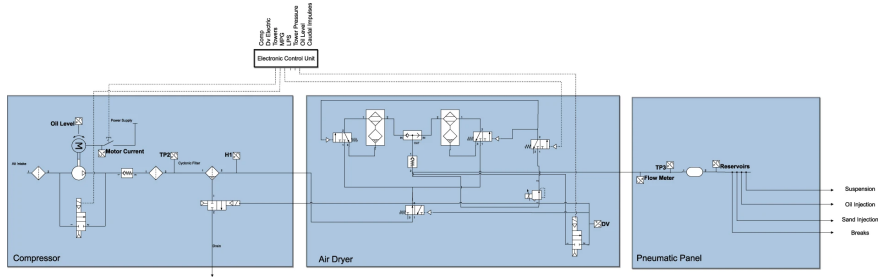 Comp
Dv Electric
Towers
MPG
LPS
Tower Pressure
Oil Level
Caudal Impulses
Electronic Control Unit
Oil Level
Power Supply
M
Motor Current
Air Intake
TP2
Cyclonic Filter
H1
Drain
Compressor
DV
Air Dryer
TP3
Flow Meter
Reservoirs
Suspension
Oil Injection
Sand Injection
Breaks
Pneumatic Panel